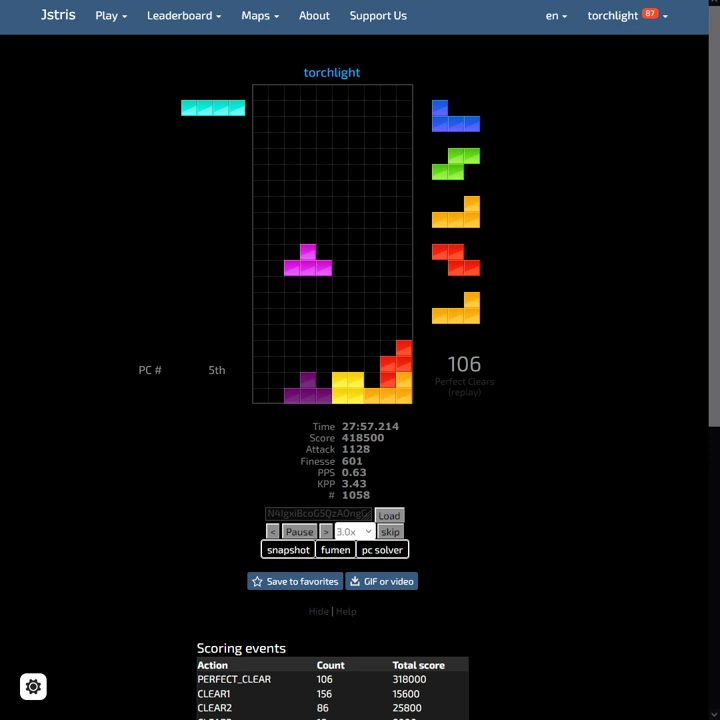 Jstris Play Leaderboard Maps About Support Us en torchlight 87
torchlight
PC # 5th
106
Perfect Clears
(replay)
Time 27:57.214
Score 418500
Attack 1128
Finesse 601
PPS 0.63
KPP 3.43
# 1058
Load
< Pause > 3.0x skip
snapshot fumen pc solver
Save to favorites GIF or video
Hide | Help
Scoring events
Action Count Total score
PERFECT_CLEAR 106 318000
CLEAR1 156 15600
CLEAR2 86 25800